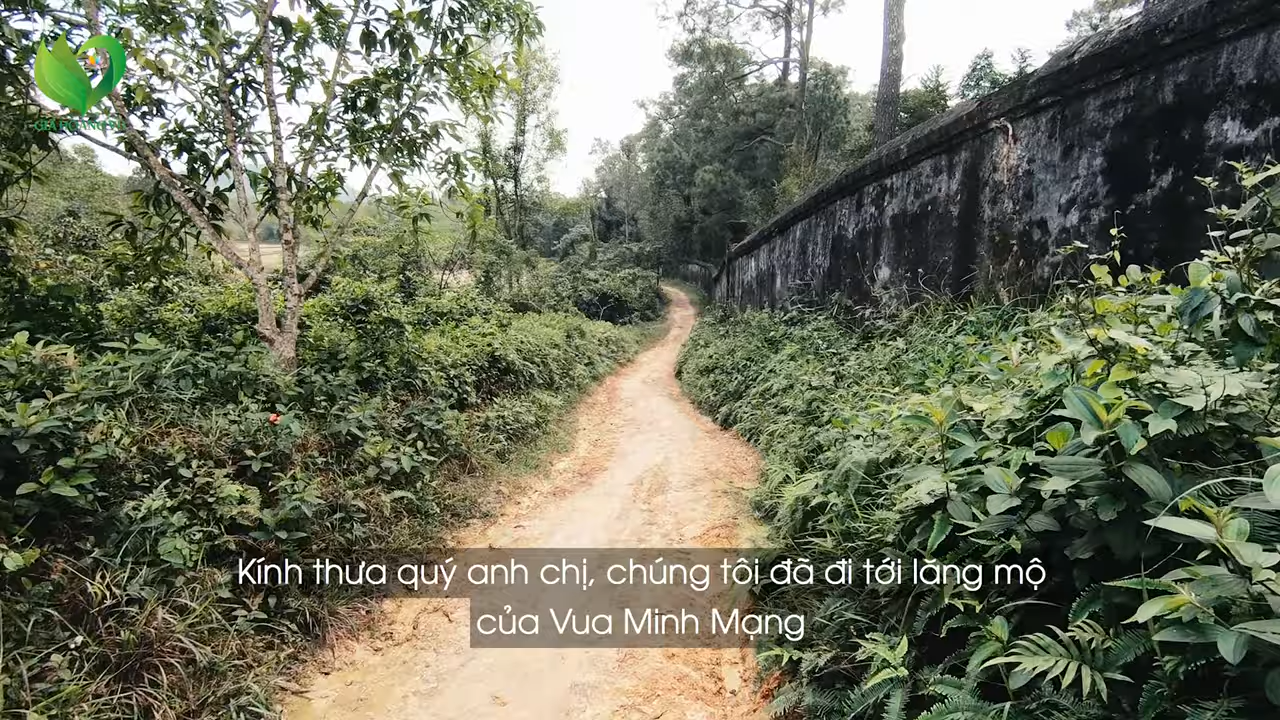 Kính thưa quý anh chị, chúng tôi đã đi tới lăng mộ
của Vua Minh Mạng